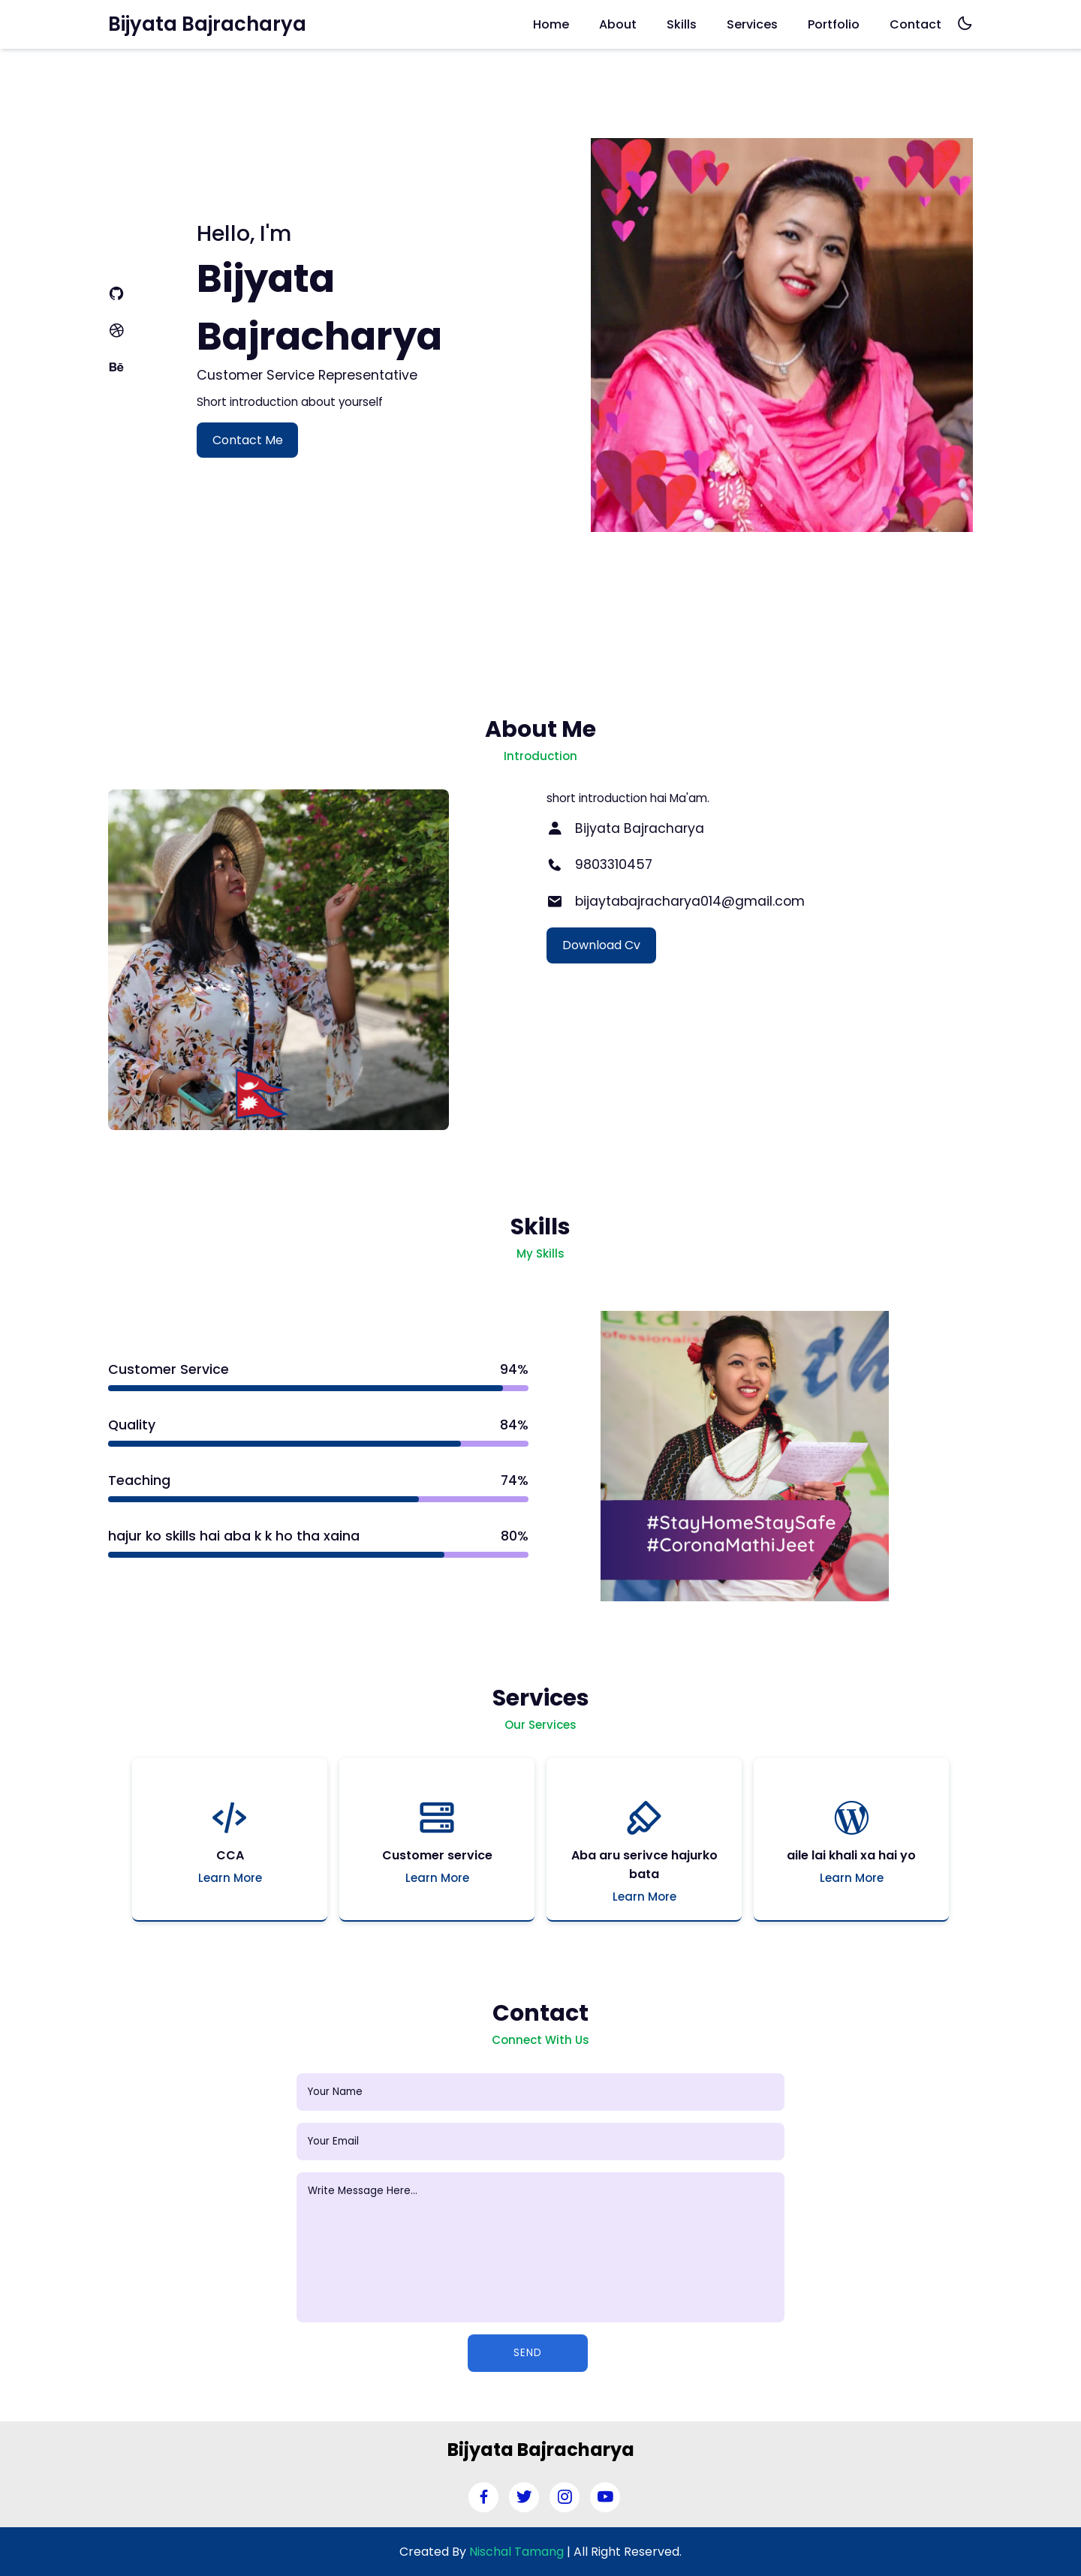 Bijyata Bajracharya
Home About Skills Services Portfolio Contact
Hello, I'm
Bijyata
Bajracharya
Customer Service Representative
Short introduction about yourself
Contact Me
About Me
Introduction
short introduction hai Ma'am.
Bijyata Bajracharya
9803310457
bijaytabajracharya014@gmail.com
Download Cv
Skills
My Skills
Customer Service 94%
Quality 84%
Teaching 74%
hajur ko skills hai aba k k ho tha xaina 80%
Ltd.
ofessionalis
#StayHomeStaySafe
#CoronaMathiJeet
Services
Our Services
CCA
Learn More
Customer service
Learn More
Aba aru serivce hajurko
bata
Learn More
aile lai khali xa hai yo
Learn More
Contact
Connect With Us
Your Name
Your Email
Write Message Here...
SEND
Bijyata Bajracharya
Created By Nischal Tamang | All Right Reserved.